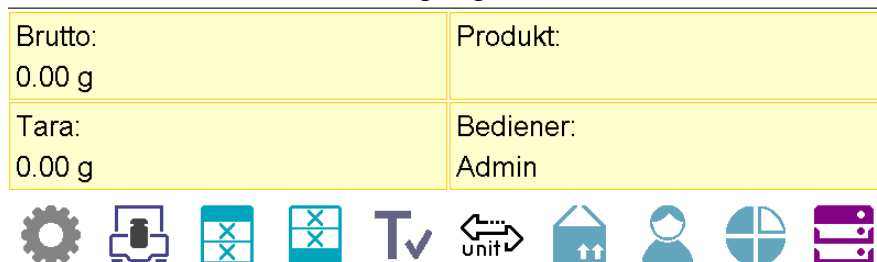 Brutto:
0.00 g
Produkt:
Tara:
0.00 g
Bediener:
Admin
T
unit